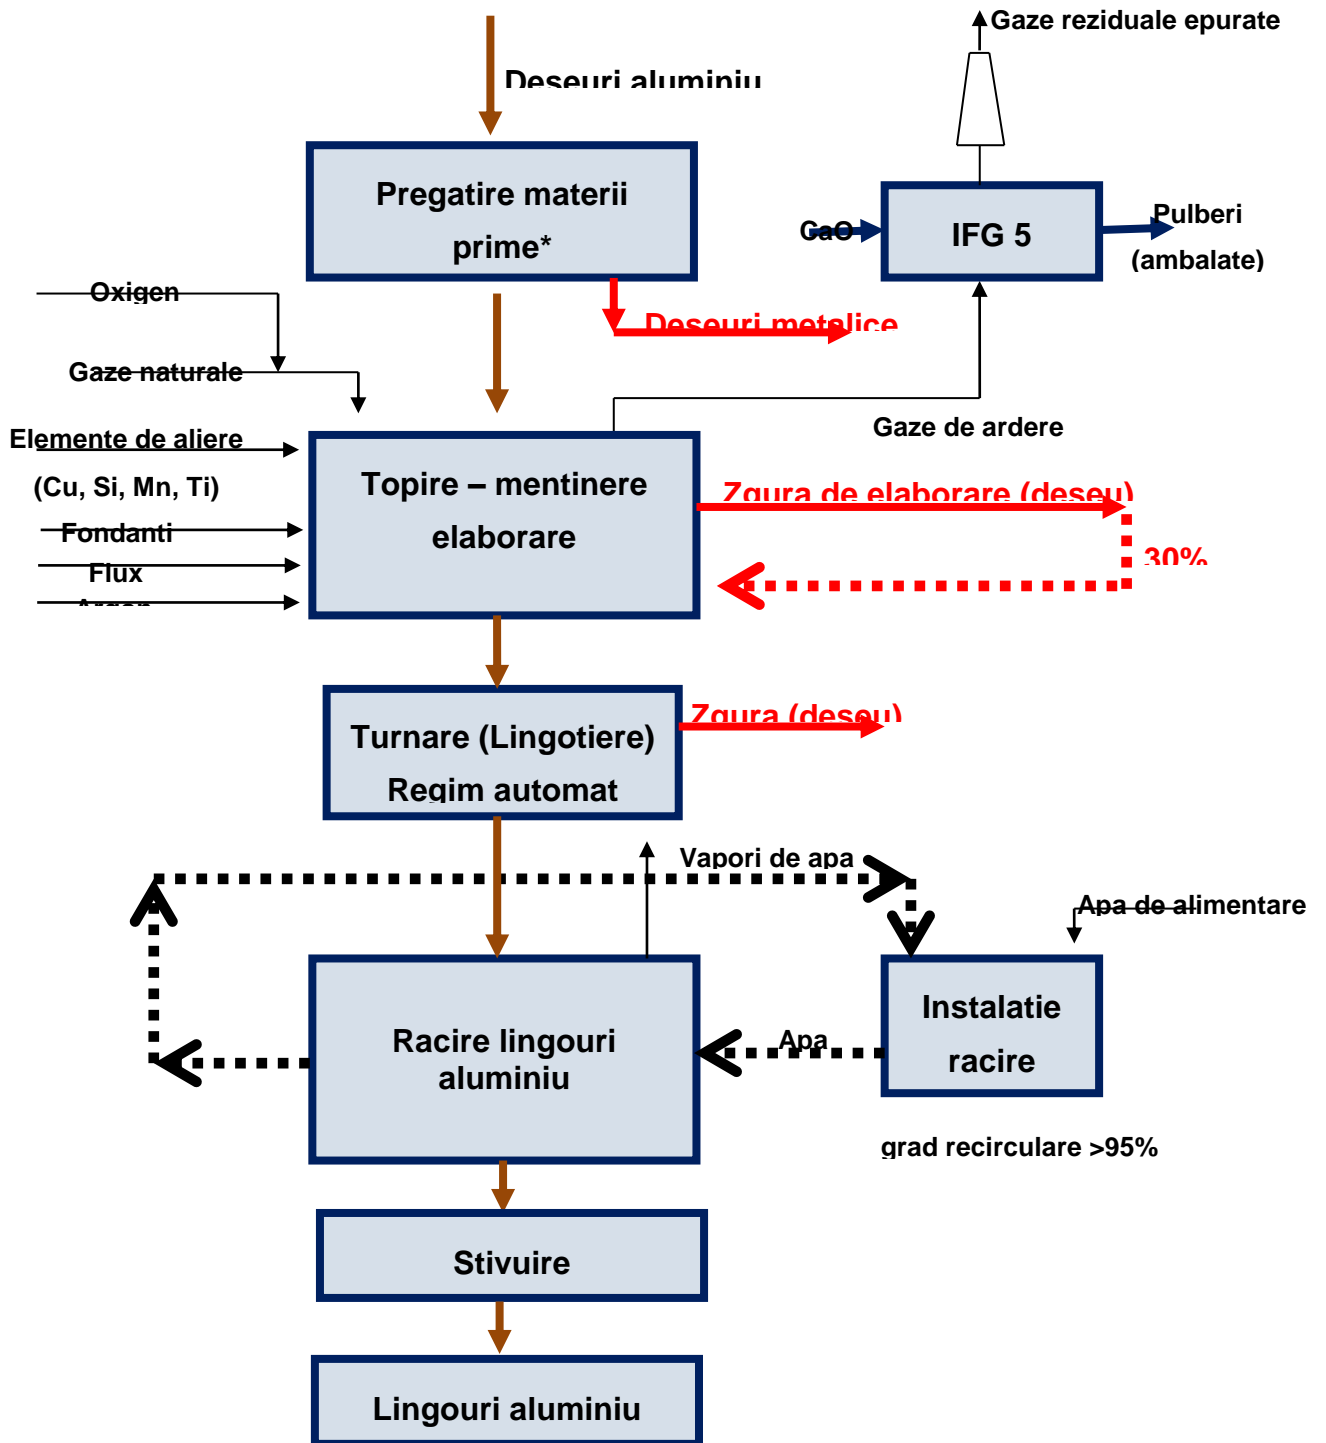 Gaze reziduale epurate
Deseuri aluminiu
Pregatire materii
prime*
CaO
IFG 5
Pulberi
(ambalate)
Oxigen
Deseuri metalice
Gaze naturale
Gaze de ardere
Elemente de aliere
(Cu, Si, Mn, Ti)
Fondanti
Flux
Argon
Topire – mentinere
elaborare
Zgura de elaborare (deseu)
30%
Turnare (Lingotiere)
Regim automat
Zgura (deseu)
Vapori de apa
Apa de alimentare
Racire lingouri
aluminiu
Apa
Instalatie
racire
grad recirculare >95%
Stivuire
Lingouri aluminiu